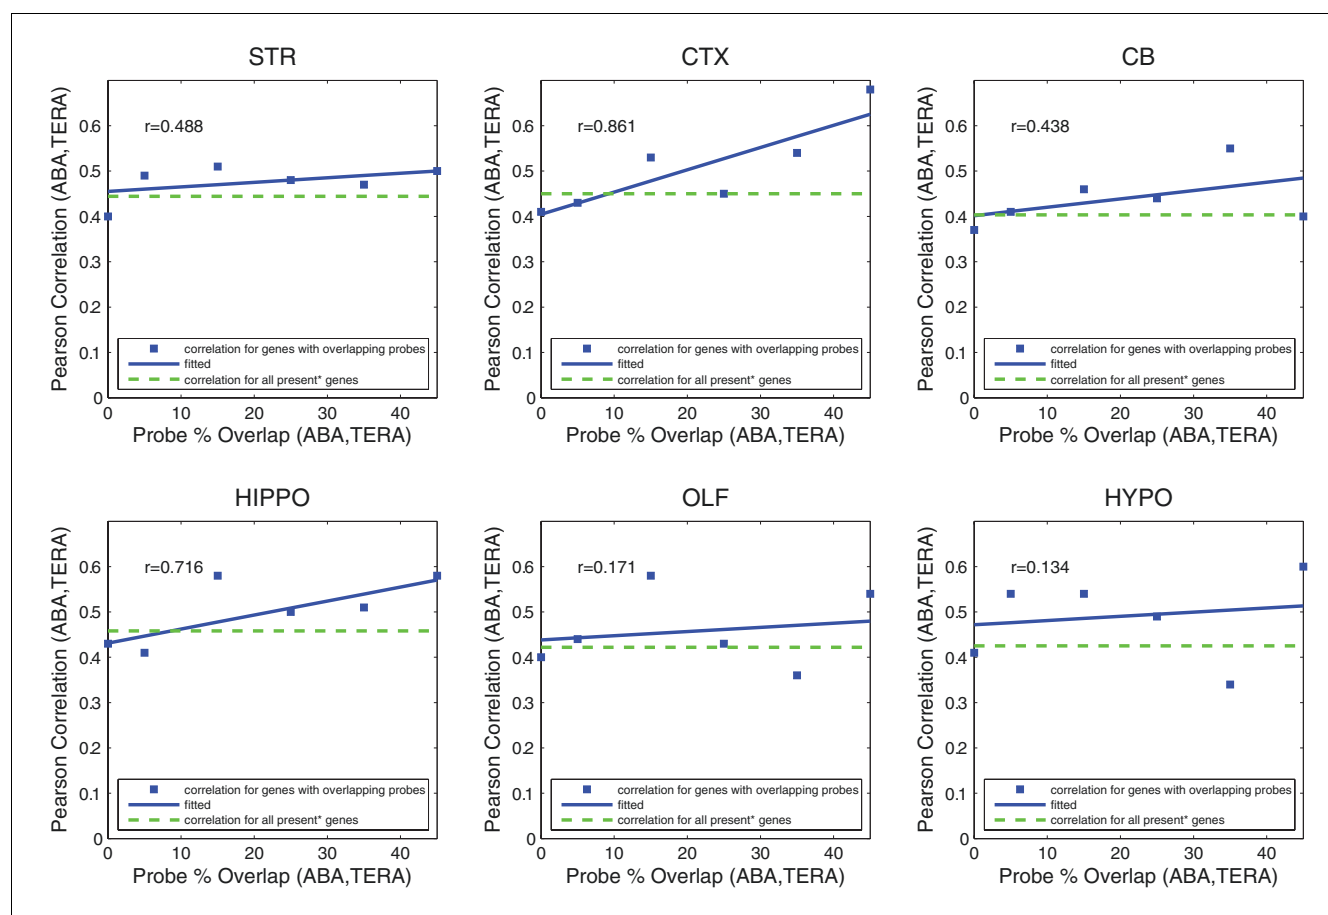 STR
Pearson Correlation (ABA,TERA)
0.6
0.5
0.4
0.3
0.2
0.1
0
r=0.488
correlation for genes with overlapping probes
fitted
correlation for all present* genes
0 10 20 30 40
Probe % Overlap (ABA,TERA)
CTX
Pearson Correlation (ABA,TERA)
0.6
0.5
0.4
0.3
0.2
0.1
0
r=0.861
correlation for genes with overlapping probes
fitted
correlation for all present* genes
0 10 20 30 40
Probe % Overlap (ABA,TERA)
CB
Pearson Correlation (ABA,TERA)
0.6
0.5
0.4
0.3
0.2
0.1
0
r=0.438
correlation for genes with overlapping probes
fitted
correlation for all present* genes
0 10 20 30 40
Probe % Overlap (ABA,TERA)
HIPPO
Pearson Correlation (ABA,TERA)
0.6
0.5
0.4
0.3
0.2
0.1
0
r=0.716
correlation for genes with overlapping probes
fitted
correlation for all present* genes
0 10 20 30 40
Probe % Overlap (ABA,TERA)
OLF
Pearson Correlation (ABA,TERA)
0.6
0.5
0.4
0.3
0.2
0.1
0
r=0.171
correlation for genes with overlapping probes
fitted
correlation for all present* genes
0 10 20 30 40
Probe % Overlap (ABA,TERA)
HYPO
Pearson Correlation (ABA,TERA)
0.6
0.5
0.4
0.3
0.2
0.1
0
r=0.134
correlation for genes with overlapping probes
fitted
correlation for all present* genes
0 10 20 30 40
Probe % Overlap (ABA,TERA)